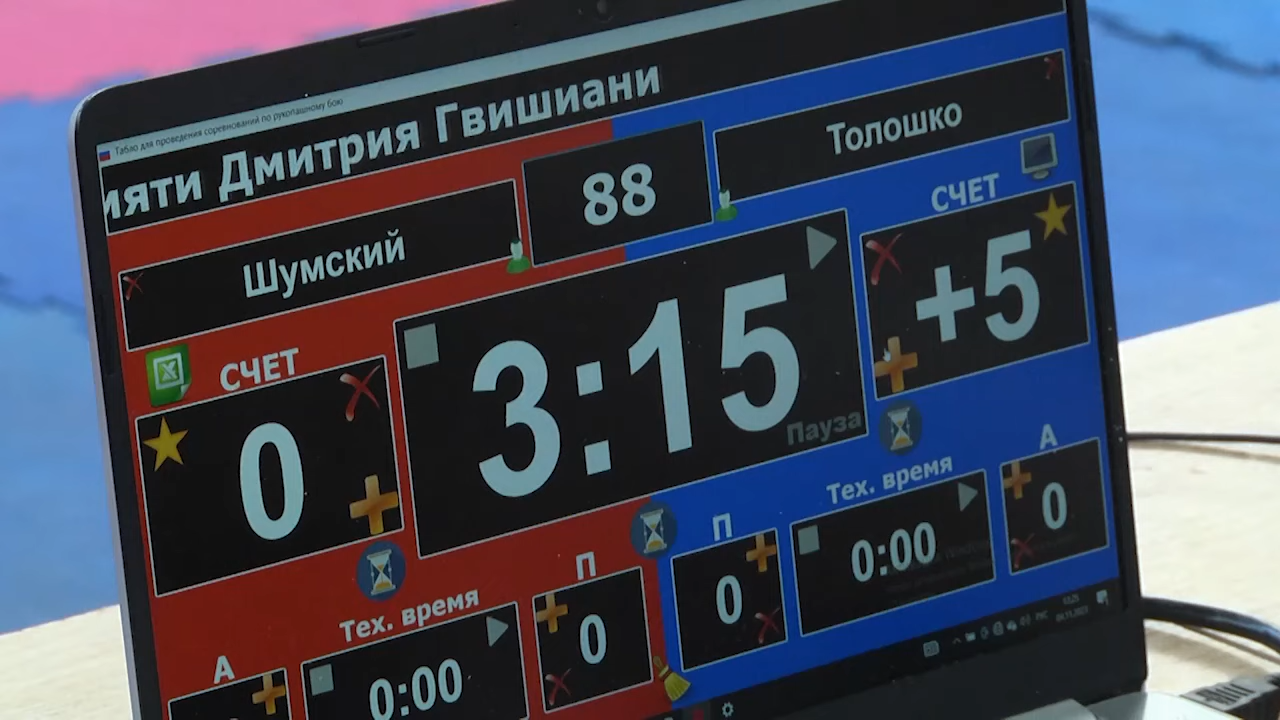 Табло для проведения соревнований по рукопашному бою
мяти Дмитрия Гвишиани
Шумский
88
Толошко
СЧЕТ
0
3:15
Пауза
СЧЕТ
+5
Тех. время
0:00
П
0
П
0
Тех. время
0:00
А
0
А
РУС